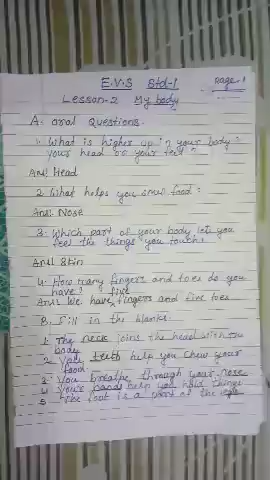 E.V.S Std-1 page 1
Lesson-2 My body
A. Oral Questions.
1. What is higher up in your body
your head or your feet?
Ans: Head
2. What helps you smell food?
Ans: Nose
3. Which part of your body lets you
feel the things you touch?
Ans: Skin
4. How many fingers and toes do you
have? five
Ans: We have fingers and five toes
B. Fill in the blanks.
1. The neck joins the head with the
body
2. Your teeth help you chew your
food.
3. You breathe through your nose
4. Your hands help you hold things
5. The foot is a part of the